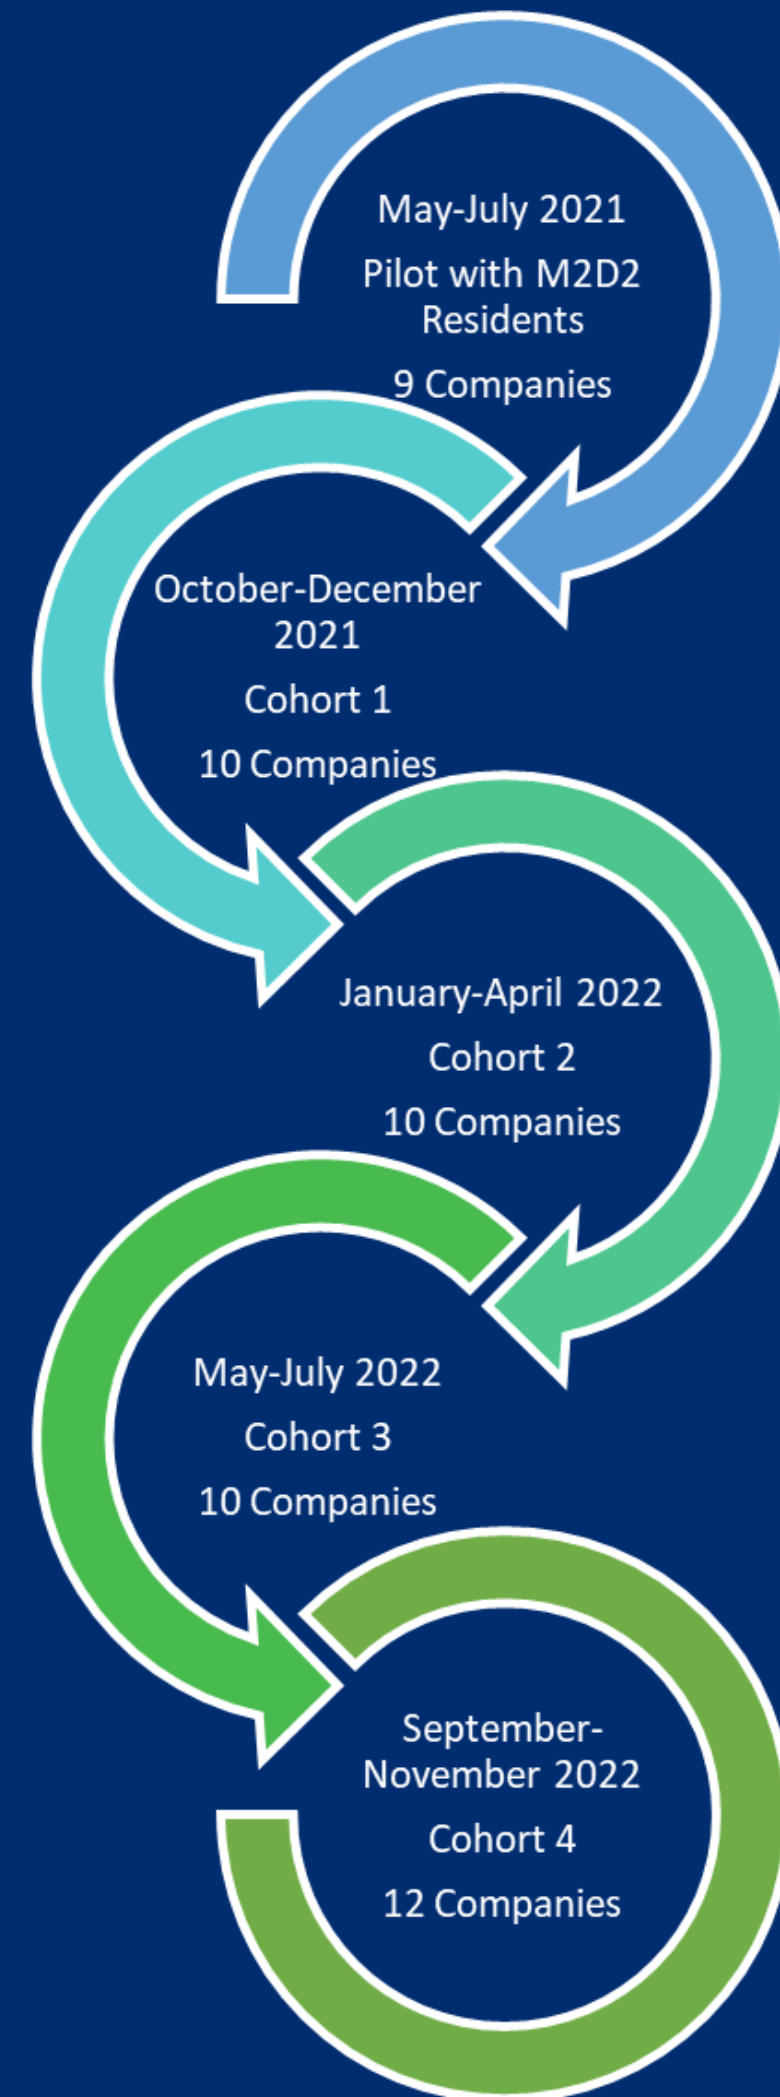 May-July 2021
Pilot with M2D2
Residents
9 Companies
October-December
2021
Cohort 1
10 Companies
January-April 2022
Cohort 2
10 Companies
May-July 2022
Cohort 3
10 Companies
September-
November 2022
Cohort 4
12 Companies